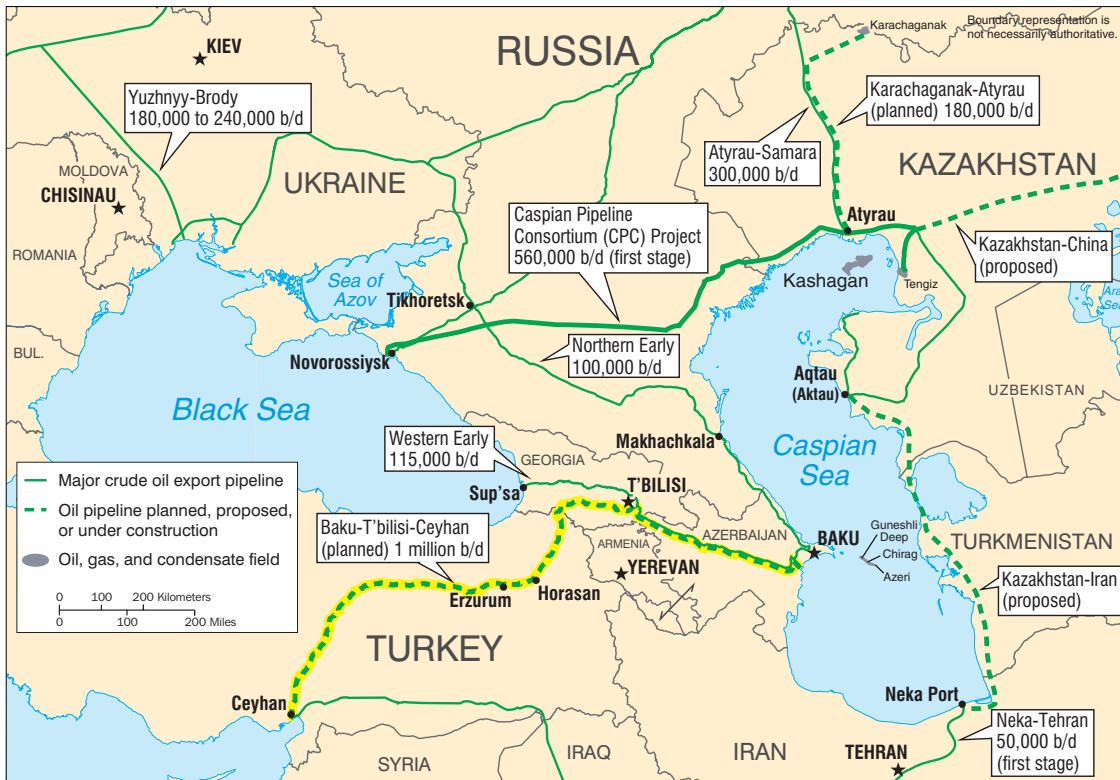 Karachaganak
Boundary representation is
not necessarily authoritative.
KIEV
RUSSIA
Yuzhnyy-Brody
180,000 to 240,000 b/d
Karachaganak-Atyrau
(planned) 180,000 b/d
Atyrau-Samara
300,000 b/d
KAZAKHSTAN
MOLDOVA
CHISINAU
UKRAINE
ROMANIA
Caspian Pipeline
Consortium (CPC) Project
560,000 b/d (first stage)
Atyrau
Kazakhstan-China
(proposed)
Kashagan
Tengiz
Sea of
Azov
Tikhoretsk
Aral
Sea
BUL.
Novorossiysk
Northern Early
100,000 b/d
Aqtau
(Aktau)
UZBEKISTAN
Black Sea
Makhachkala
Caspian
Sea
Western Early
115,000 b/d
GEORGIA
Sup'sa
T'BILISI
Major crude oil export pipeline
Oil pipeline planned, proposed,
or under construction
Oil, gas, and condensate field
0 100 200 Kilometers
0 100 200 Miles
Baku-T'bilisi-Ceyhan
(planned) 1 million b/d
ARMENIA
AZERBAIJAN
BAKU
Guneshli
Deep
Chirag
Azeri
TURKMENISTAN
YEREVAN
Erzurum
Horasan
Kazakhstan-Iran
(proposed)
TURKEY
Ceyhan
Neka Port
Neka-Tehran
50,000 b/d
(first stage)
SYRIA
IRAQ
IRAN
TEHRAN